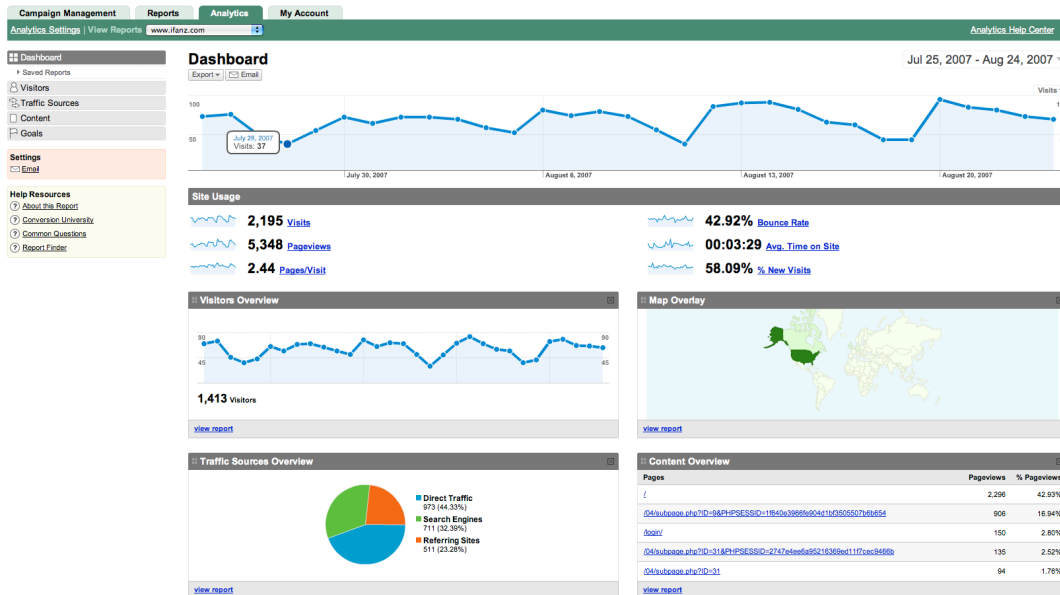 Campaign Management Reports Analytics My Account
Analytics Settings | View Reports www.ifanz.com Analytics Help Center
Dashboard
Saved Reports
Visitors
Traffic Sources
Content
Goals
Settings
Email
Help Resources
About this Report
Conversion University
Common Questions
Report Finder
Dashboard
Jul 25, 2007 - Aug 24, 2007
Export Email
Visits
100
50
July 28, 2007
Visits: 37
July 30, 2007 August 6, 2007 August 13, 2007 August 20, 2007
Site Usage
2,195 Visits
42.92% Bounce Rate
5,348 Pageviews
00:03:29 Avg. Time on Site
2.44 Pages/Visit
58.09% % New Visits
Visitors Overview
90 90
45 45
1,413 Visitors
view report
Map Overlay
view report
Traffic Sources Overview
Direct Traffic
973 (44.33%)
Search Engines
711 (32.39%)
Referring Sites
511 (23.28%)
view report
Content Overview
Pages Pageviews % Pageviews
/ 2,296 42.93%
/04/subpage.php?ID=9&PHPSESSID=1f640e3966fe904d1bf3505507b6b654 906 16.94%
/login/ 150 2.80%
/04/subpage.php?ID=31&PHPSESSID=2747e4ee6a95216369ed11f7cec9466b 135 2.52%
/04/subpage.php?ID=31 94 1.76%
view report